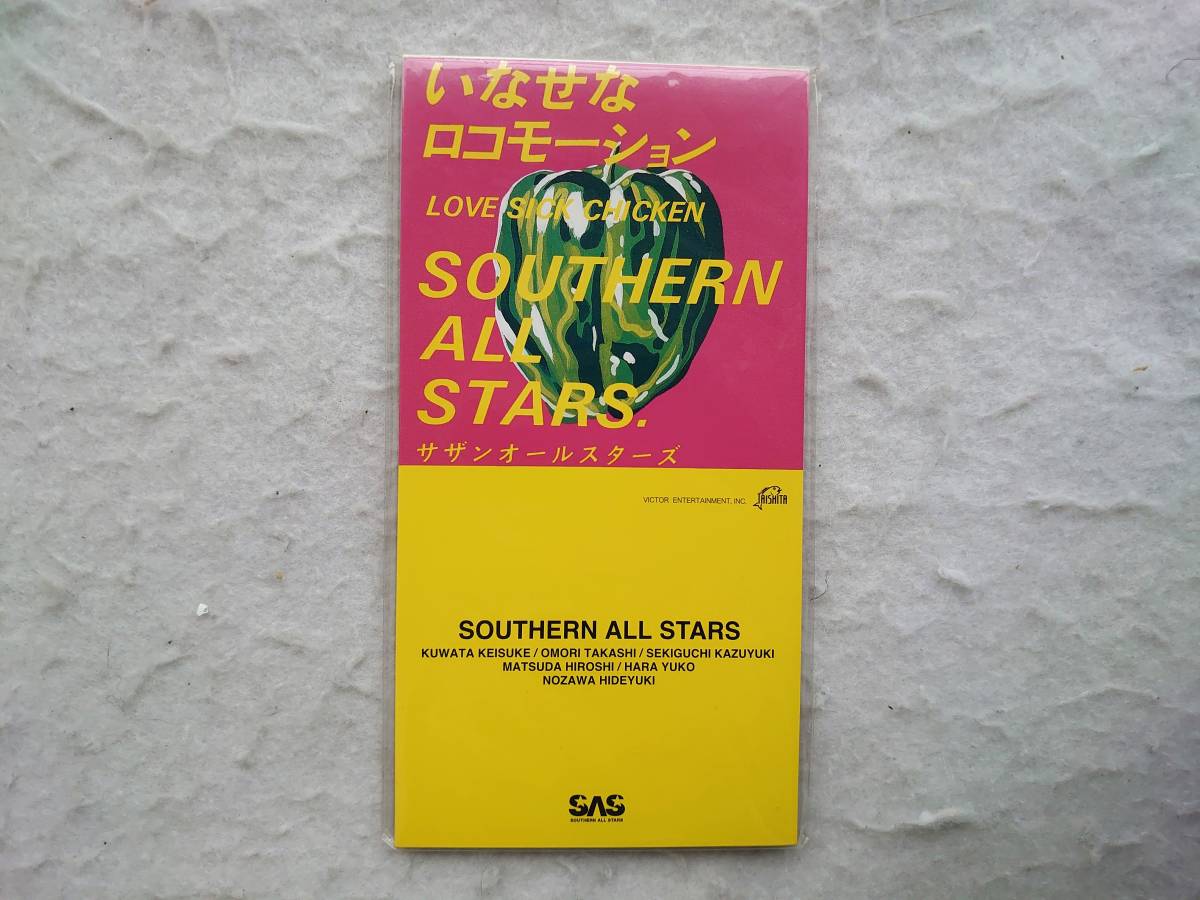 いなせな
ロコモーション
LOVE SICK CHICKEN
SOUTHERN
ALL
STARS.
サザンオールスターズ
VICTOR ENTERTAINMENT, INC.
TAISHITA
SOUTHERN ALL STARS
KUWATA KEISUKE / OMORI TAKASHI / SEKIGUCHI KAZUYUKI
MATSUDA HIROSHI / HARA YUKO
NOZAWA HIDEYUKI
SAS
SOUTHERN ALL STARS